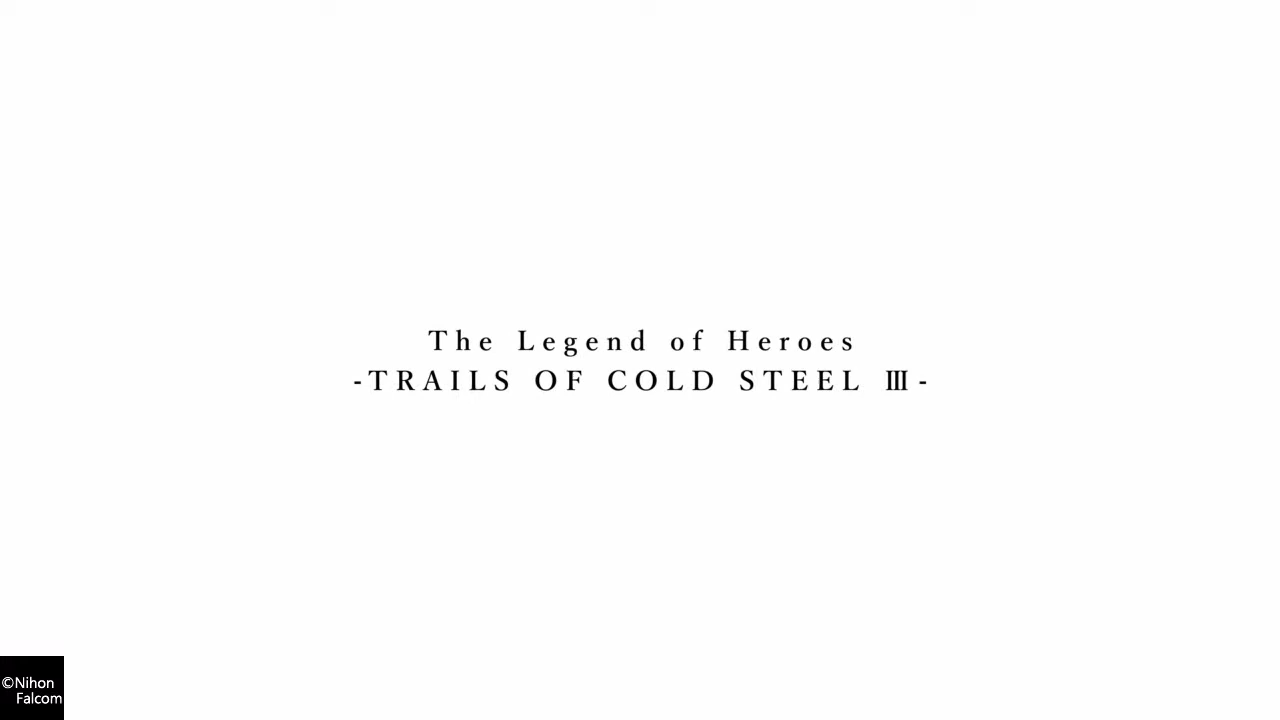 The Legend of Heroes
-TRAILS OF COLD STEEL Ⅲ-
©Nihon
Falcom